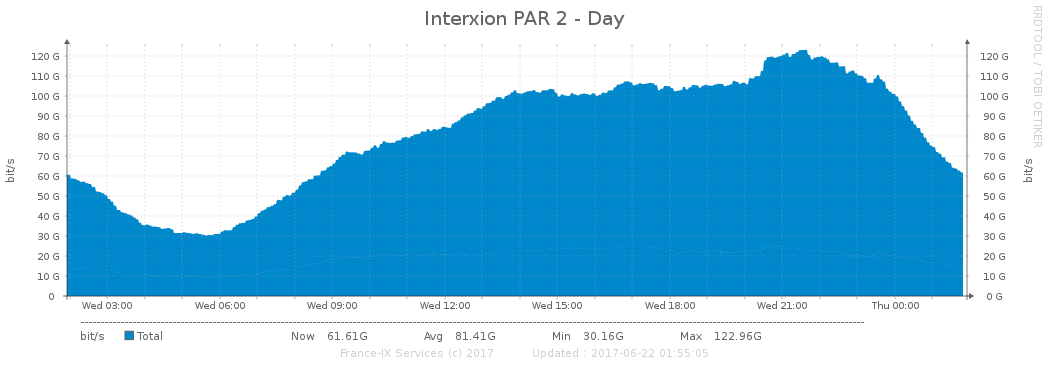 Interxion PAR 2 - Day
RRDTOOL / TOBI OETIKER
120 G 120 G
110 G 110 G
100 G 100 G
90 G 90 G
80 G 80 G
70 G 70 G
60 G 60 G
50 G 50 G
40 G 40 G
30 G 30 G
20 G 20 G
10 G 10 G
0 0 G
bit/s
bit/s
Wed 03:00 Wed 06:00 Wed 09:00 Wed 12:00 Wed 15:00 Wed 18:00 Wed 21:00 Thu 00:00
bit/s Total Now 61.61G Avg 81.41G Min 30.16G Max 122.96G
France-IX Services (c) 2017 Updated : 2017-06-22 01:55:05